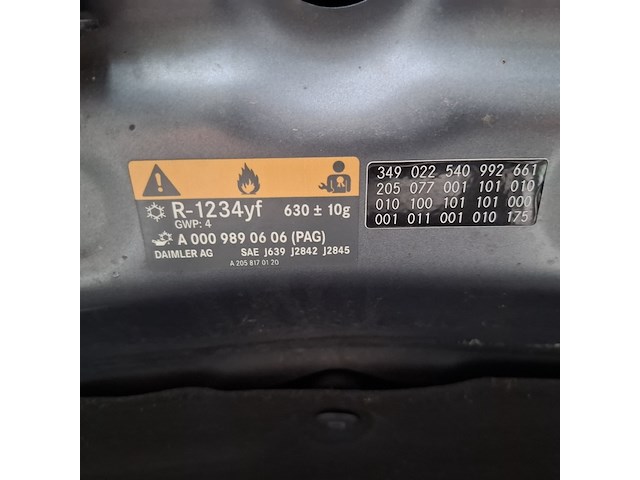 R-1234yf 630 ± 10g
GWP: 4
A 000 989 06 06 (PAG)
DAIMLER AG SAE J639 J2842 J2845
A 205 817 01 20
349 022 540 992 661
205 077 001 101 010
010 100 101 101 000
001 011 001 010 175